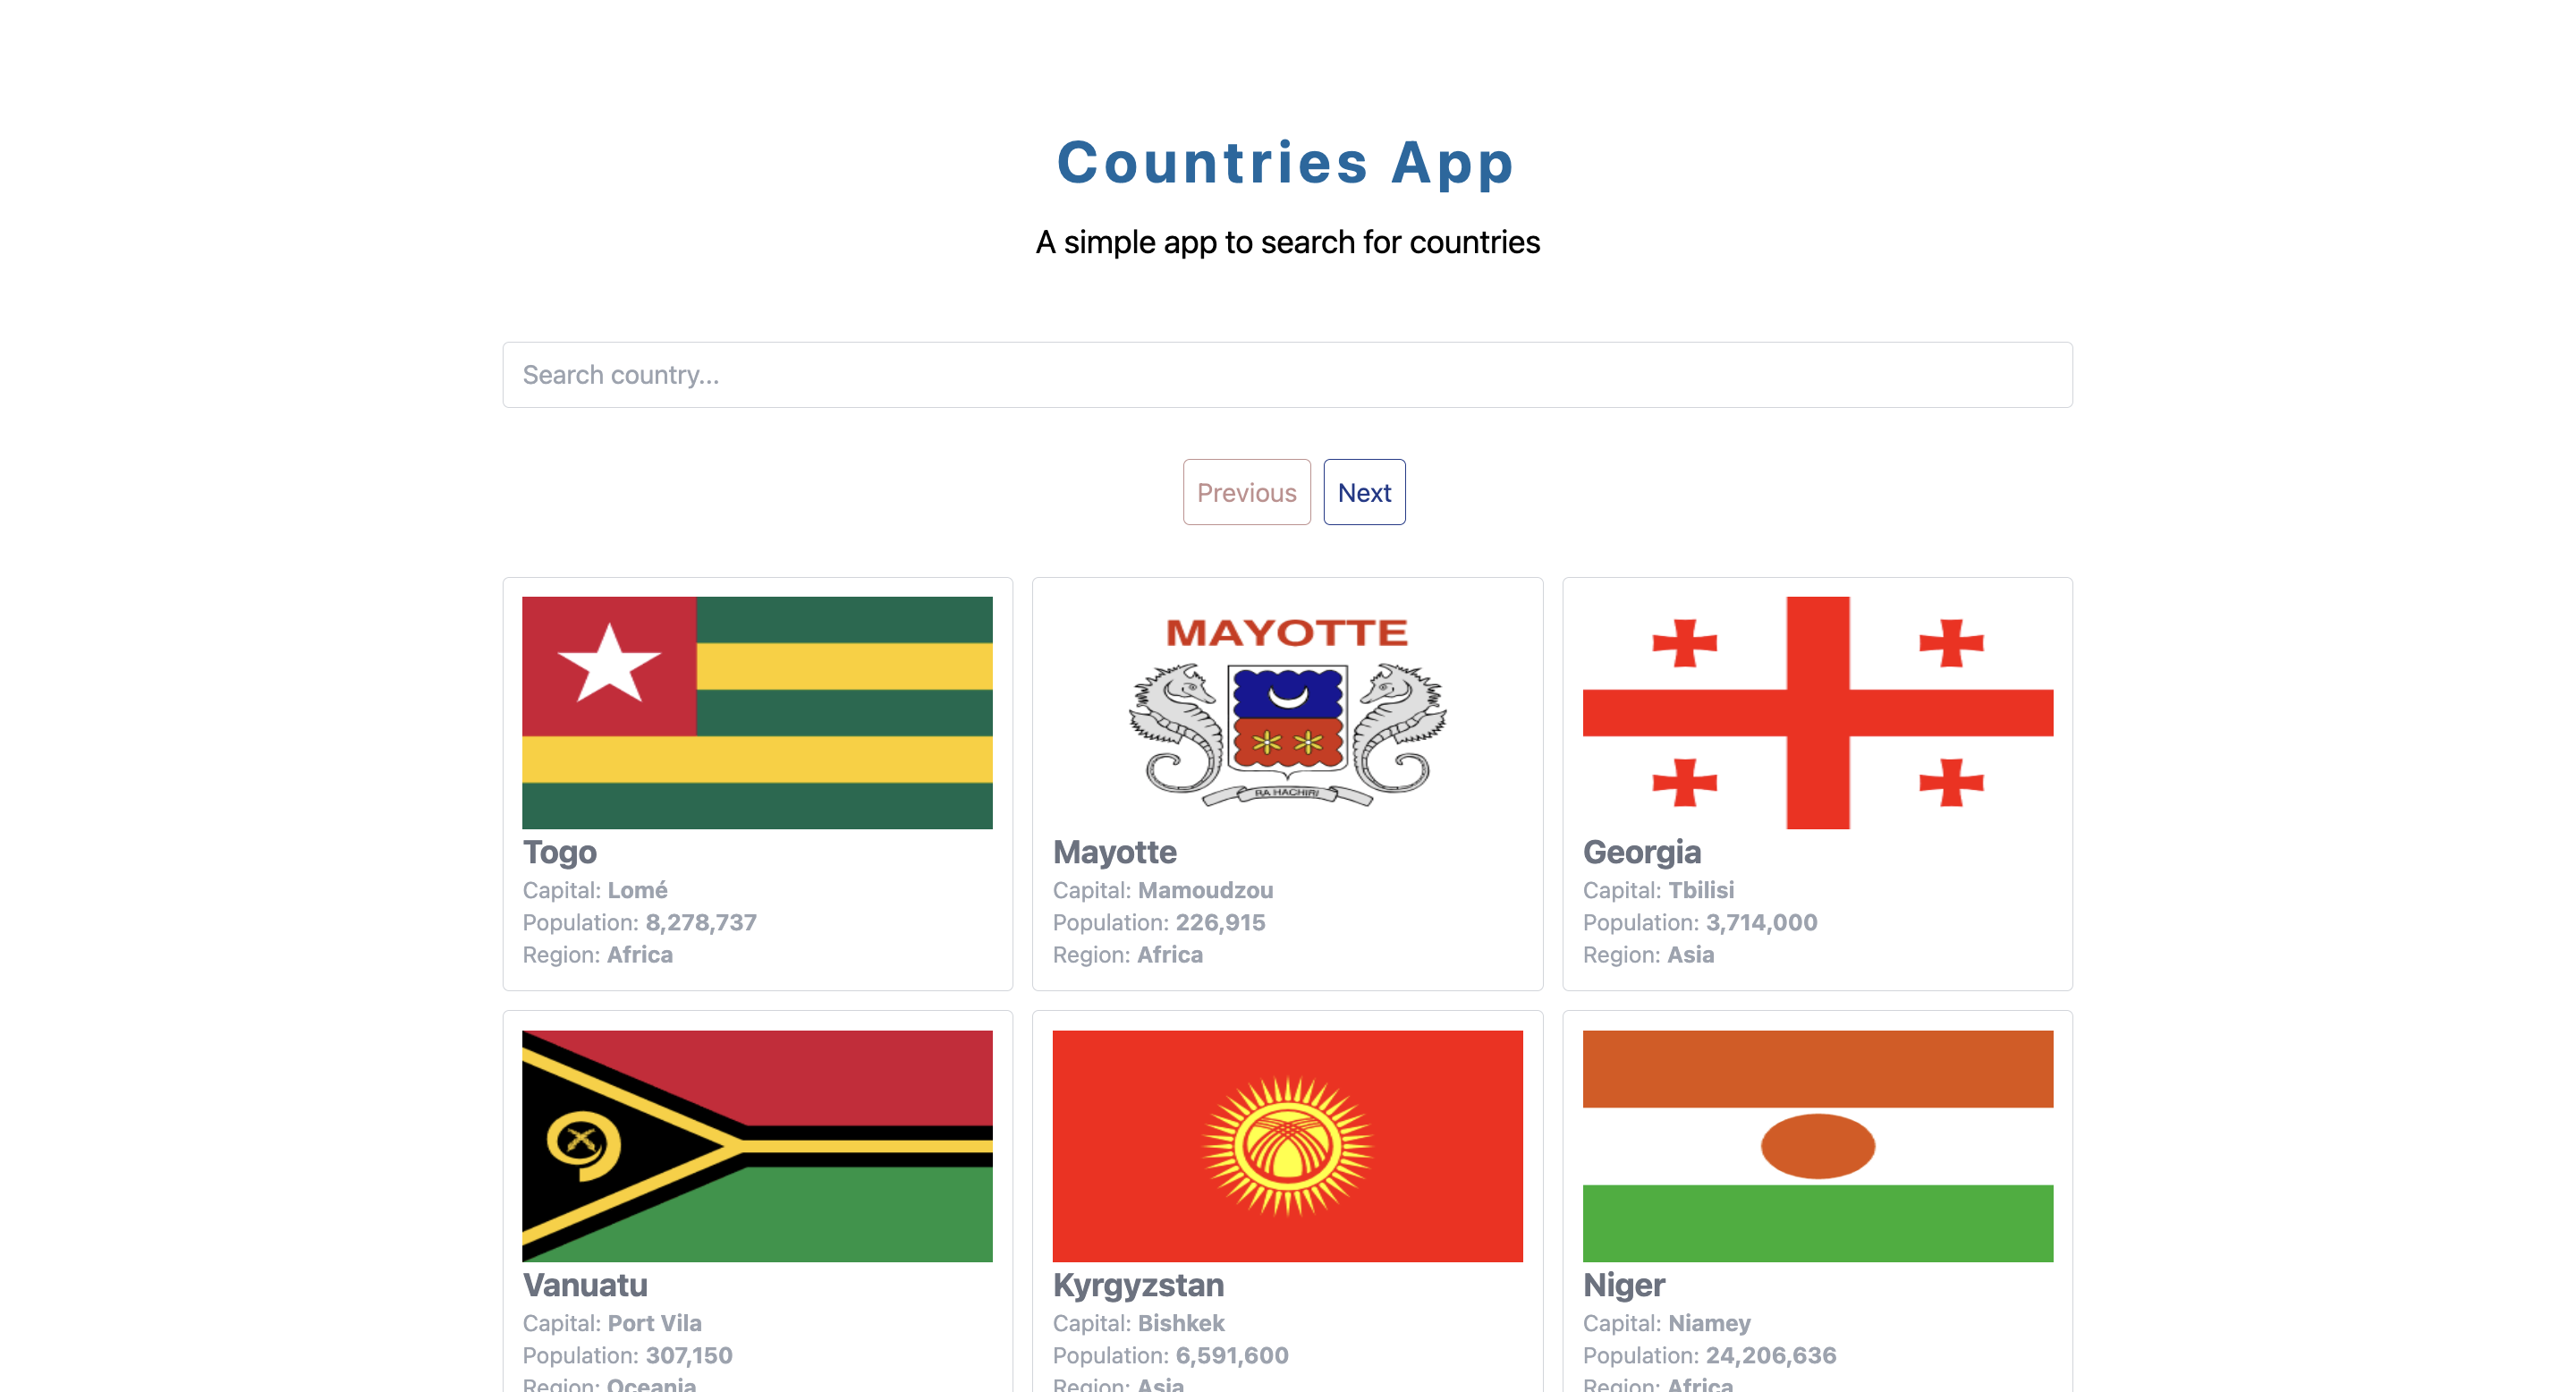 Countries App
A simple app to search for countries
Search country...
Previous
Next
MAYOTTE
RA HACHIRI
Togo
Capital: Lomé
Population: 8,278,737
Region: Africa
Mayotte
Capital: Mamoudzou
Population: 226,915
Region: Africa
Georgia
Capital: Tbilisi
Population: 3,714,000
Region: Asia
Vanuatu
Capital: Port Vila
Population: 307,150
Region: Oceania
Kyrgyzstan
Capital: Bishkek
Population: 6,591,600
Region: Asia
Niger
Capital: Niamey
Population: 24,206,636
Region: Africa